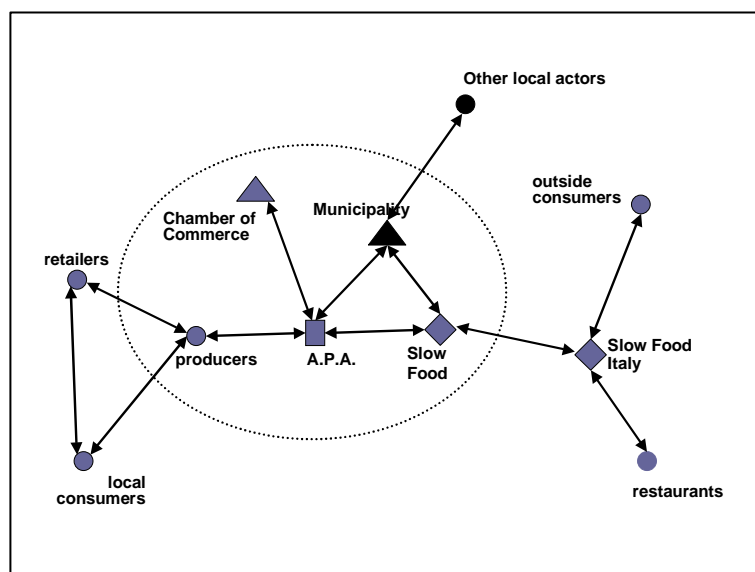 Other local actors
outside
consumers
Municipality
Chamber of
Commerce
retailers
producers
A.P.A.
Slow
Food
Slow Food
Italy
local
consumers
restaurants